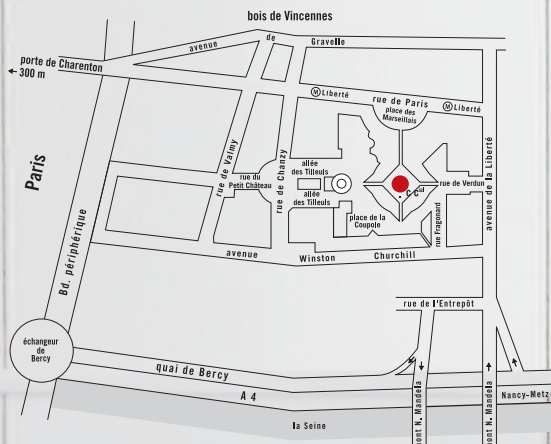 bois de Vincennes
avenue de Gravelle
porte de Charenton
300 m
M Liberté
rue de Paris
M Liberté
place des
Marseillais
Paris
rue de Valmy
rue de Chanzy
allée
des Tilleuls
rue du
Petit Château
allée
des Tilleuls
C Cial
rue de Verdun
avenue de la Liberté
place de la
Coupole
rue Fragonard
Bd. périphérique
avenue Winston Churchill
rue de l'Entrepôt
échangeur
de
Bercy
quai de Bercy
A 4
Nancy-Metz
la Seine
pont N. Mandela
pont N. Mandela